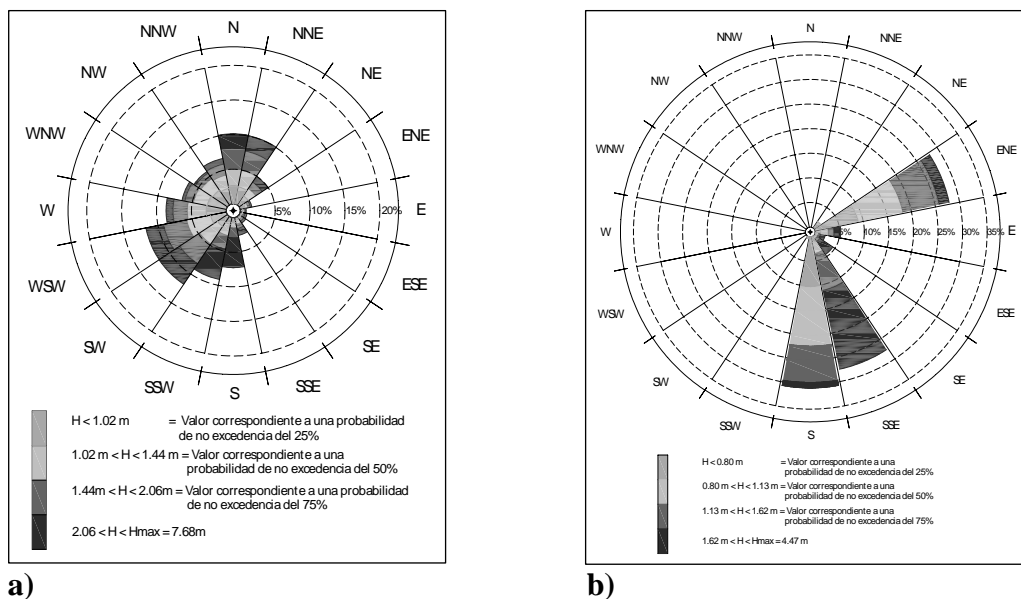 N
NNE
NE
ENE
E
ESE
SE
SSE
S
SSW
SW
WSW
W
WNW
NW
NNW
5%
10%
15%
20%
H < 1.02 m = Valor correspondiente a una probabilidad
de no excedencia del 25%
1.02 m < H < 1.44 m = Valor correspondiente a una
probabilidad de no excedencia del 50%
1.44m < H < 2.06m = Valor correspondiente a una probabilidad
de no excedencia del 75%
2.06 < H < Hmax = 7.68m
a)
N
NNE
NE
ENE
E
ESE
SE
SSE
S
SSW
SW
WSW
W
WNW
NW
NNW
5%
10%
15%
20%
25%
30%
35%
H < 0.80 m = Valor correspondiente a una
probabilidad de no excedencia del 25%
0.80 m < H < 1.13 m = Valor correspondiente a una
probabilidad de no excedencia del 50%
1.13 m < H < 1.62 m = Valor correspondiente a una
probabilidad de no excedencia del 75%
1.62 m < H < Hmax = 4.47 m
b)